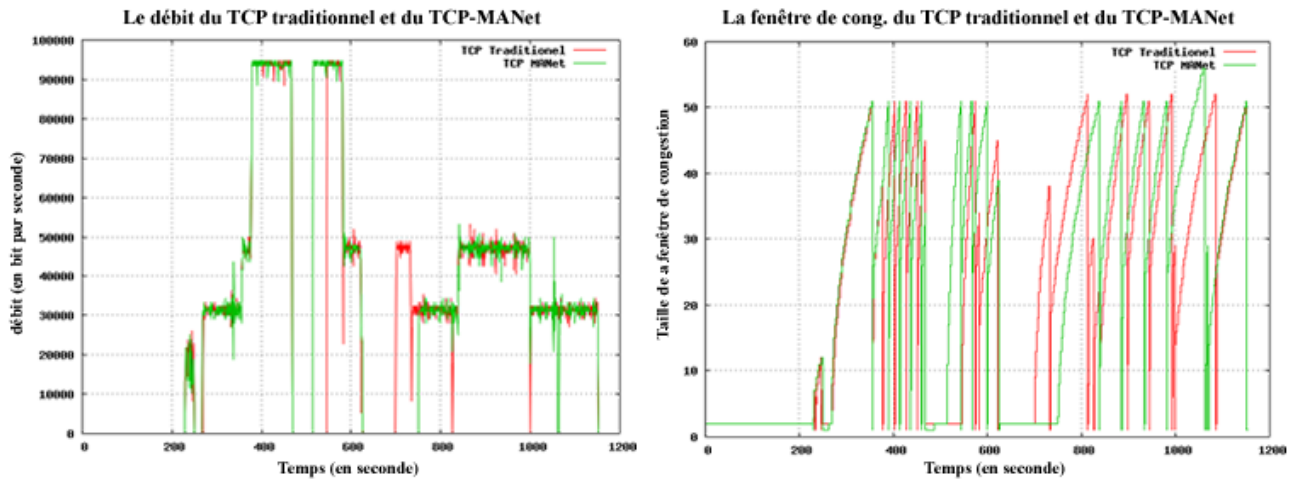 Le débit du TCP traditionnel et du TCP-MANet
100000
90000
80000
70000
60000
50000
40000
30000
20000
10000
0
0 200 400 600 800 1000 1200
débit (en bit par seconde)
Temps (en seconde)
TCP Traditionel
TCP MANet
La fenêtre de cong. du TCP traditionnel et du TCP-MANet
60
50
40
30
20
10
0
0 200 400 600 800 1000 1200
Taille de a fenêtre de congestion
Temps (en seconde)
TCP Traditionel
TCP MANet